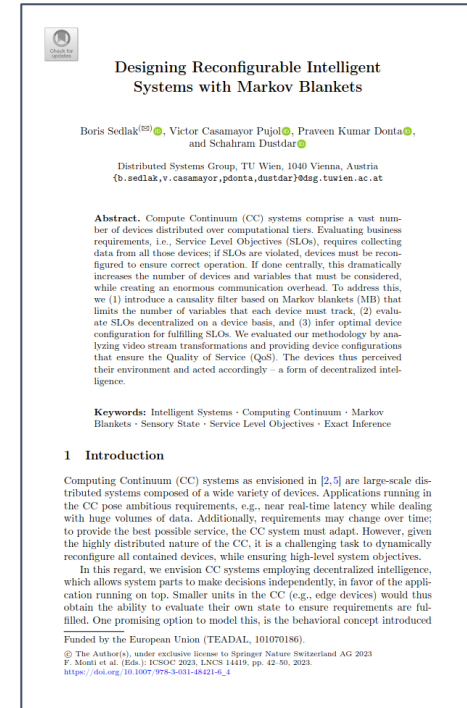 Check for
updates
Designing Reconfigurable Intelligent
Systems with Markov Blankets
Boris Sedlak(✉), Victor Casamayor Pujol, Praveen Kumar Donta,
and Schahram Dustdar
Distributed Systems Group, TU Wien, 1040 Vienna, Austria
{b.sedlak,v.casamayor,pdonta,dustdar}@dsg.tuwien.ac.at
Abstract. Compute Continuum (CC) systems comprise a vast num-
ber of devices distributed over computational tiers. Evaluating business
requirements, i.e., Service Level Objectives (SLOs), requires collecting
data from all those devices; if SLOs are violated, devices must be recon-
figured to ensure correct operation. If done centrally, this dramatically
increases the number of devices and variables that must be considered,
while creating an enormous communication overhead. To address this,
we (1) introduce a causality filter based on Markov blankets (MB) that
limits the number of variables that each device must track, (2) evalu-
ate SLOs decentralized on a device basis, and (3) infer optimal device
configuration for fulfilling SLOs. We evaluated our methodology by ana-
lyzing video stream transformations and providing device configurations
that ensure the Quality of Service (QoS). The devices thus perceived
their environment and acted accordingly – a form of decentralized intel-
ligence.
Keywords: Intelligent Systems · Computing Continuum · Markov
Blankets · Sensory State · Service Level Objectives · Exact Inference
1 Introduction
Computing Continuum (CC) systems as envisioned in [2,5] are large-scale dis-
tributed systems composed of a wide variety of devices. Applications running in
the CC pose ambitious requirements, e.g., near real-time latency while dealing
with huge volumes of data. Additionally, requirements may change over time;
to provide the best possible service, the CC system must adapt. However, given
the highly distributed nature of the CC, it is a challenging task to dynamically
reconfigure all contained devices, while ensuring high-level system objectives.
In this regard, we envision CC systems employing decentralized intelligence,
which allows system parts to make decisions independently, in favor of the appli-
cation running on top. Smaller units in the CC (e.g., edge devices) would thus
obtain the ability to evaluate their own state to ensure requirements are ful-
filled. One promising option to model this, is the behavioral concept introduced
Funded by the European Union (TEADAL, 101070186).
© The Author(s), under exclusive license to Springer Nature Switzerland AG 2023
F. Monti et al. (Eds.): ICSOC 2023, LNCS 14419, pp. 42–50, 2023.
https://doi.org/10.1007/978-3-031-48421-6_4